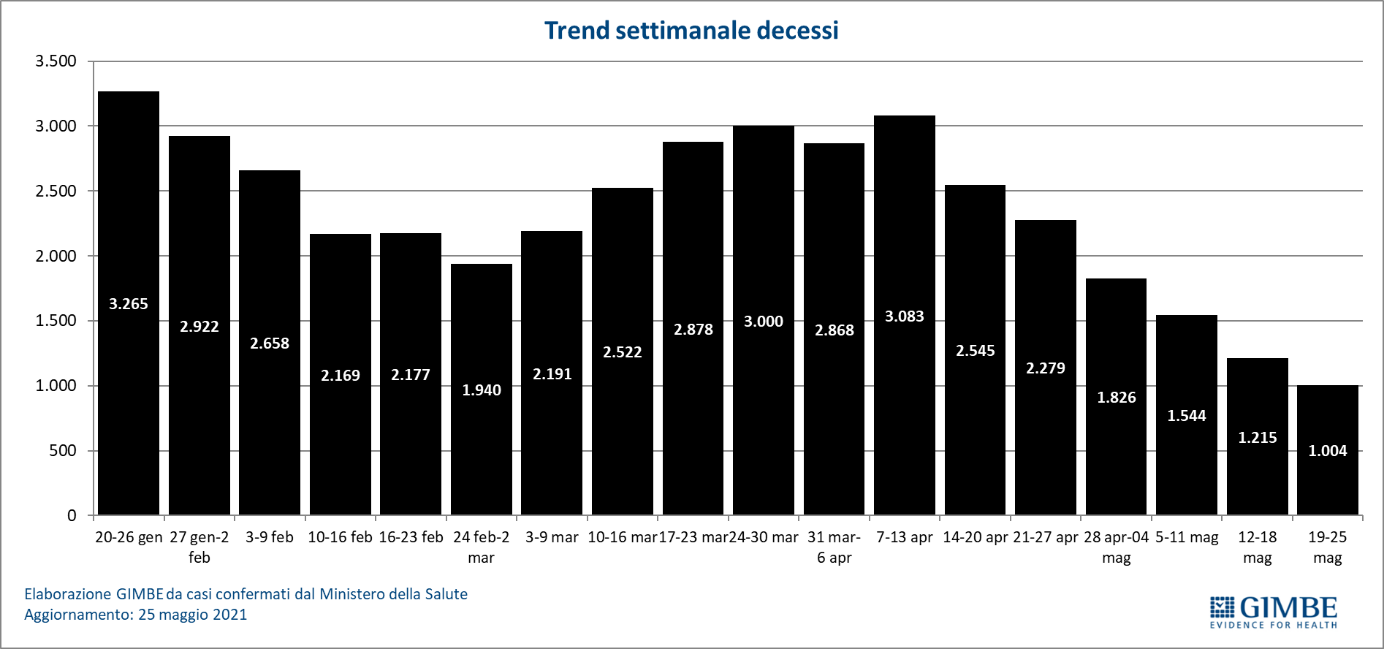 Trend settimanale decessi
3.500
3.000
2.500
2.000
1.500
1.000
500
0
3.265
2.922
2.658
2.169
2.177
1.940
2.191
2.522
2.878
3.000
2.868
3.083
2.545
2.279
1.826
1.544
1.215
1.004
20-26 gen
27 gen-2
feb
3-9 feb
10-16 feb
16-23 feb
24 feb-2
mar
3-9 mar
10-16 mar
17-23 mar
24-30 mar
31 mar-
6 apr
7-13 apr
14-20 apr
21-27 apr
28 apr-04
mag
5-11 mag
12-18
mag
19-25
mag
Elaborazione GIMBE da casi confermati dal Ministero della Salute
Aggiornamento: 25 maggio 2021
GIMBE
EVIDENCE FOR HEALTH